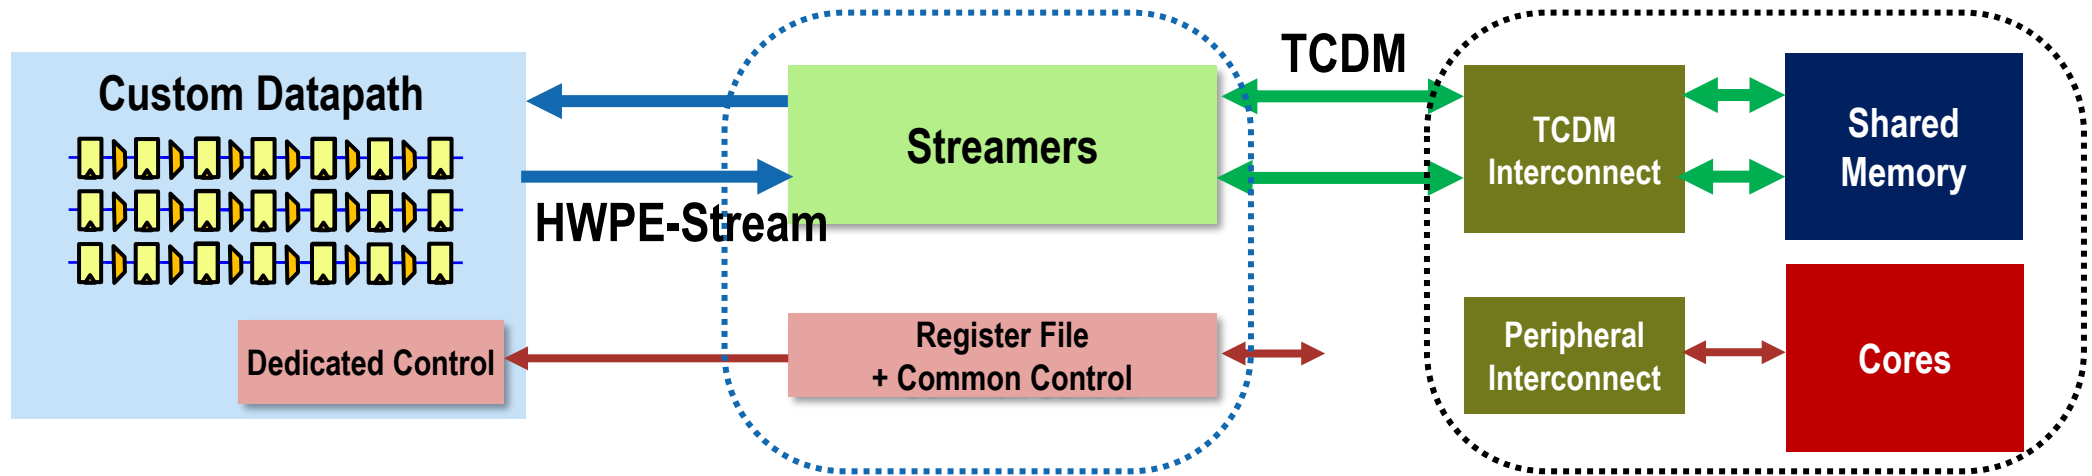 Custom Datapath
Dedicated Control
HWPE-Stream
Streamers
Register File
+ Common Control
TCDM
TCDM
Interconnect
Shared
Memory
Peripheral
Interconnect
Cores